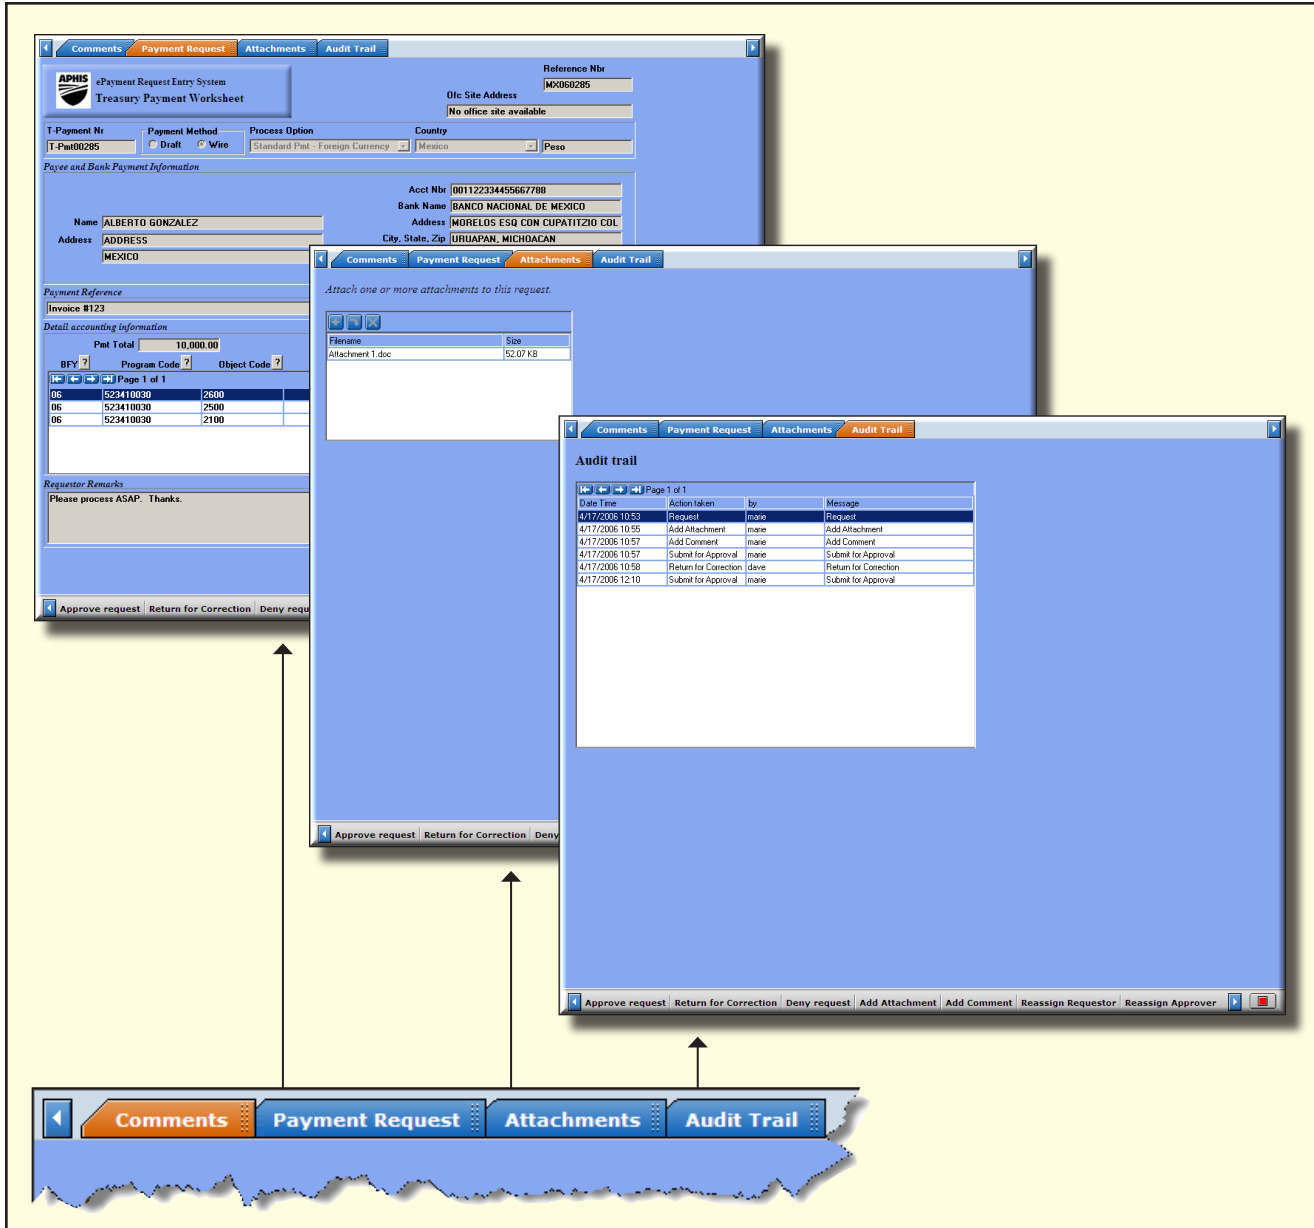 Comments Payment Request Attachments Audit Trail
Reference Nbr
APHIS ePayment Request Entry System MX060285
Treasury Payment Worksheet Ofc Site Address
No office site available
T-Payment Nr Payment Method Process Option Country
T-Pmt00285 Draft Wire Standard Pmt - Foreign Currency Mexico Peso
Payee and Bank Payment Information
Acct Nbr 001122334455667788
Bank Name BANCO NACIONAL DE MEXICO
Name ALBERTO GONZALEZ Address MORELOS ESQ CON CUPATITZIO COL
Address ADDRESS City, State, Zip URUAPAN, MICHOACAN
MEXICO
Payment Reference
Invoice #123
Detail accounting information
Pmt Total 10,000.00
BFY ? Program Code ? Object Code ?
Page 1 of 1
06 523410030 2600
06 523410030 2500
06 523410030 2100
Requestor Remarks
Please process ASAP. Thanks.
Approve request Return for Correction Deny requ
Comments Payment Request Attachments Audit Trail
Attach one or more attachments to this request.
Filename Size
Attachment 1.doc 52.07 KB
Approve request Return for Correction Deny
Comments Payment Request Attachments Audit Trail
Audit trail
Page 1 of 1
Date Time Action taken by Message
4/17/2006 10:53 Request marie Request
4/17/2006 10:55 Add Attachment marie Add Attachment
4/17/2006 10:57 Add Comment marie Add Comment
4/17/2006 10:57 Submit for Approval marie Submit for Approval
4/17/2006 10:58 Return for Correction dave Return for Correction
4/17/2006 12:10 Submit for Approval marie Submit for Approval
Approve request Return for Correction Deny request Add Attachment Add Comment Reassign Requestor Reassign Approver
Comments Payment Request Attachments Audit Trail